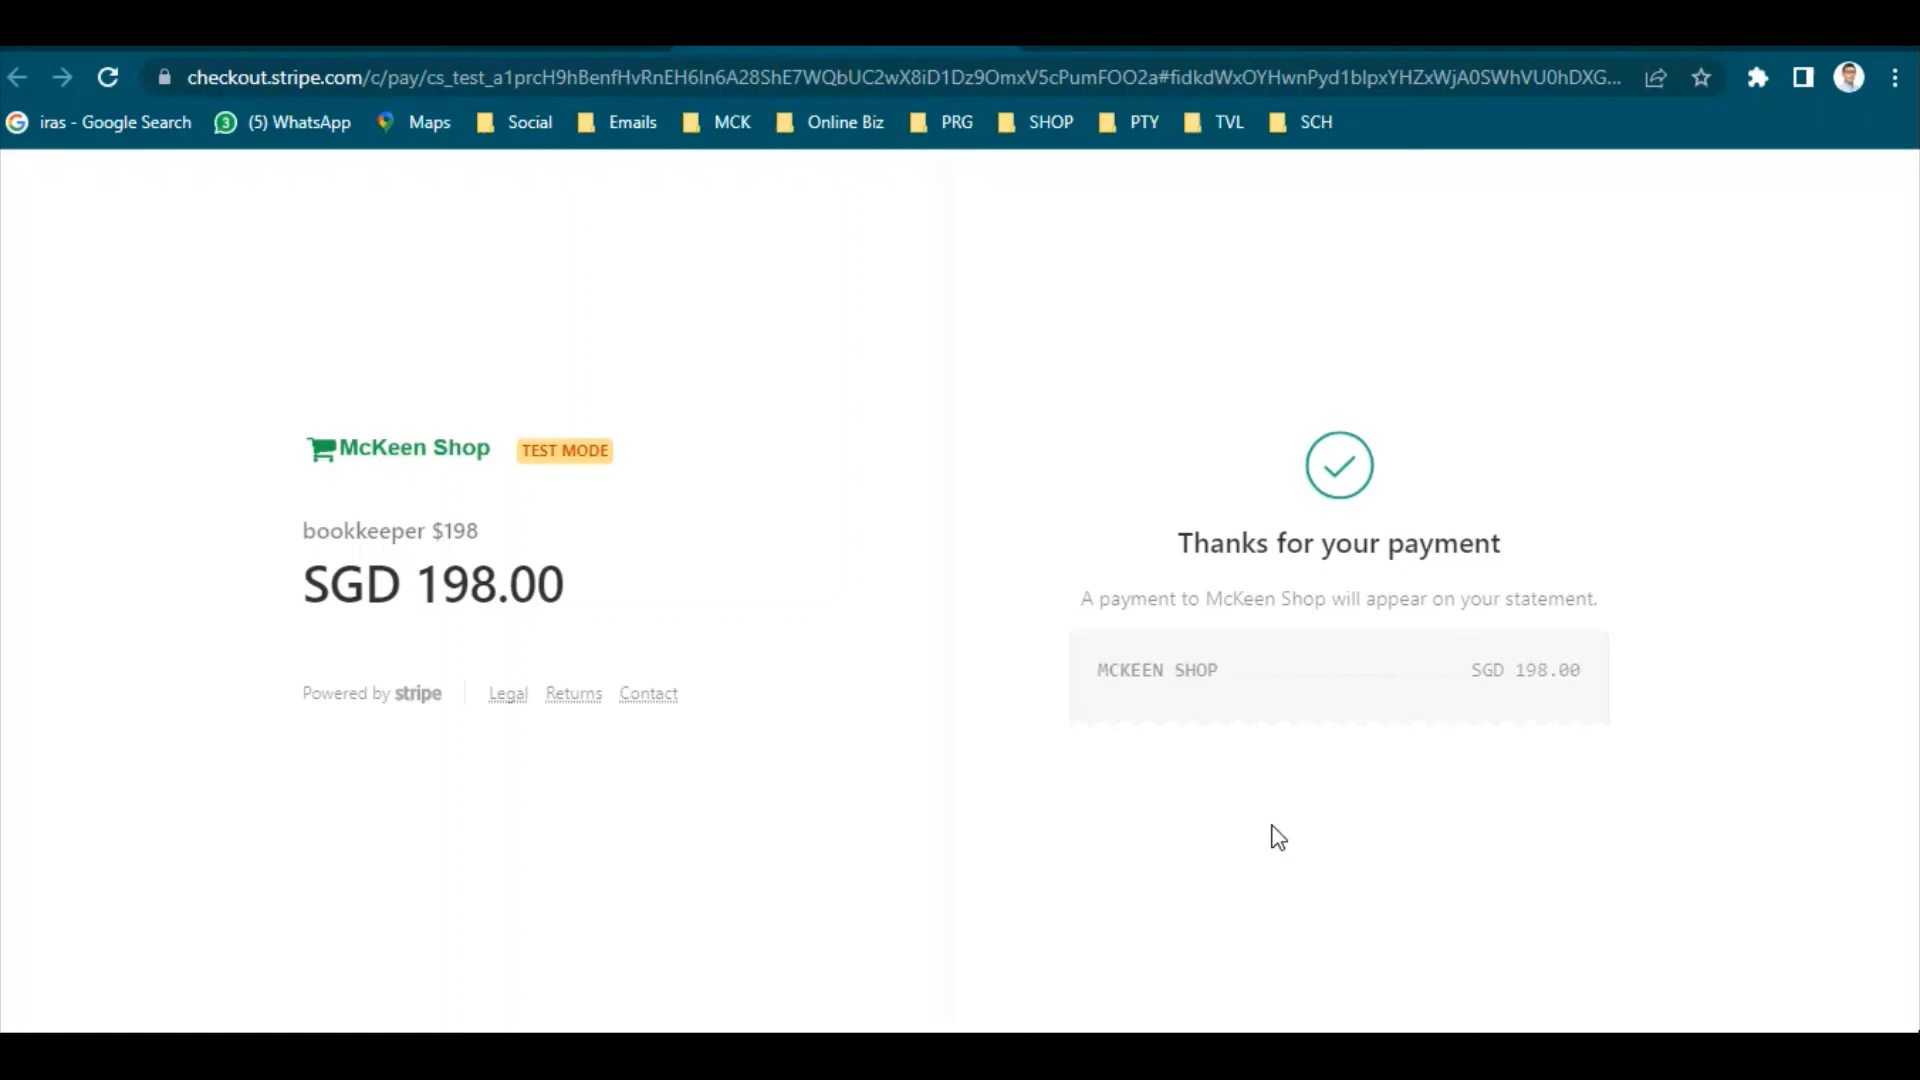 checkout.stripe.com/c/pay/cs_test_a1prcH9hBenfHvRnEH6In6A28ShE7WQbUC2wX8iD1Dz9OmxV5cPumFOO2a#fidkdWxOYHwnPyd1blpxYHZxWjA0SWhVU0hDXG...
iras - Google Search 3 (5) WhatsApp Maps Social Emails MCK Online Biz PRG SHOP PTY TVL SCH
McKeen Shop TEST MODE
bookkeeper $198
SGD 198.00
Powered by stripe Legal Returns Contact
Thanks for your payment
A payment to McKeen Shop will appear on your statement.
MCKEEN SHOP SGD 198.00